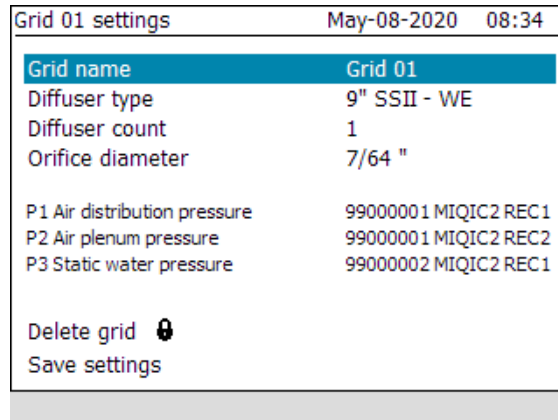 Grid 01 settings May-08-2020 08:34
Grid name Grid 01
Diffuser type 9" SSII - WE
Diffuser count 1
Orifice diameter 7/64 "
P1 Air distribution pressure 99000001 MIQIC2 REC1
P2 Air plenum pressure 99000001 MIQIC2 REC2
P3 Static water pressure 99000002 MIQIC2 REC1
Delete grid
Save settings